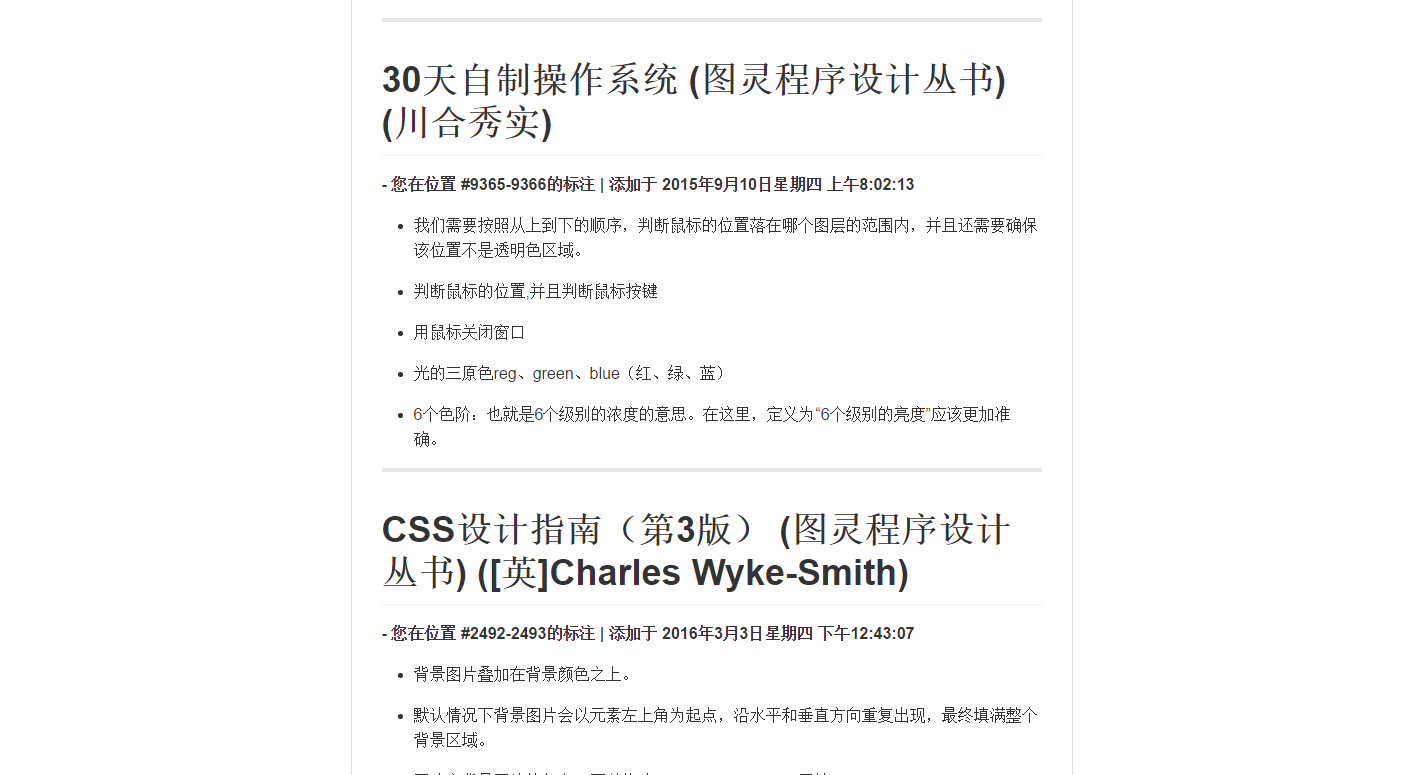 30天自制操作系统 (图灵程序设计丛书)
(川合秀实)
- 您在位置 #9365-9366的标注 | 添加于 2015年9月10日星期四 上午8:02:13
我们需要按照从上到下的顺序，判断鼠标的位置落在哪个图层的范围内，并且还需要确保
该位置不是透明色区域。
判断鼠标的位置,并且判断鼠标按键
用鼠标关闭窗口
光的三原色reg、green、blue（红、绿、蓝）
6个色阶：也就是6个级别的浓度的意思。在这里，定义为“6个级别的亮度”应该更加准
确。
CSS设计指南（第3版） (图灵程序设计
丛书) ([英]Charles Wyke-Smith)
- 您在位置 #2492-2493的标注 | 添加于 2016年3月3日星期四 下午12:43:07
背景图片叠加在背景颜色之上。
默认情况下背景图片会以元素左上角为起点，沿水平和垂直方向重复出现，最终填满整个
背景区域。